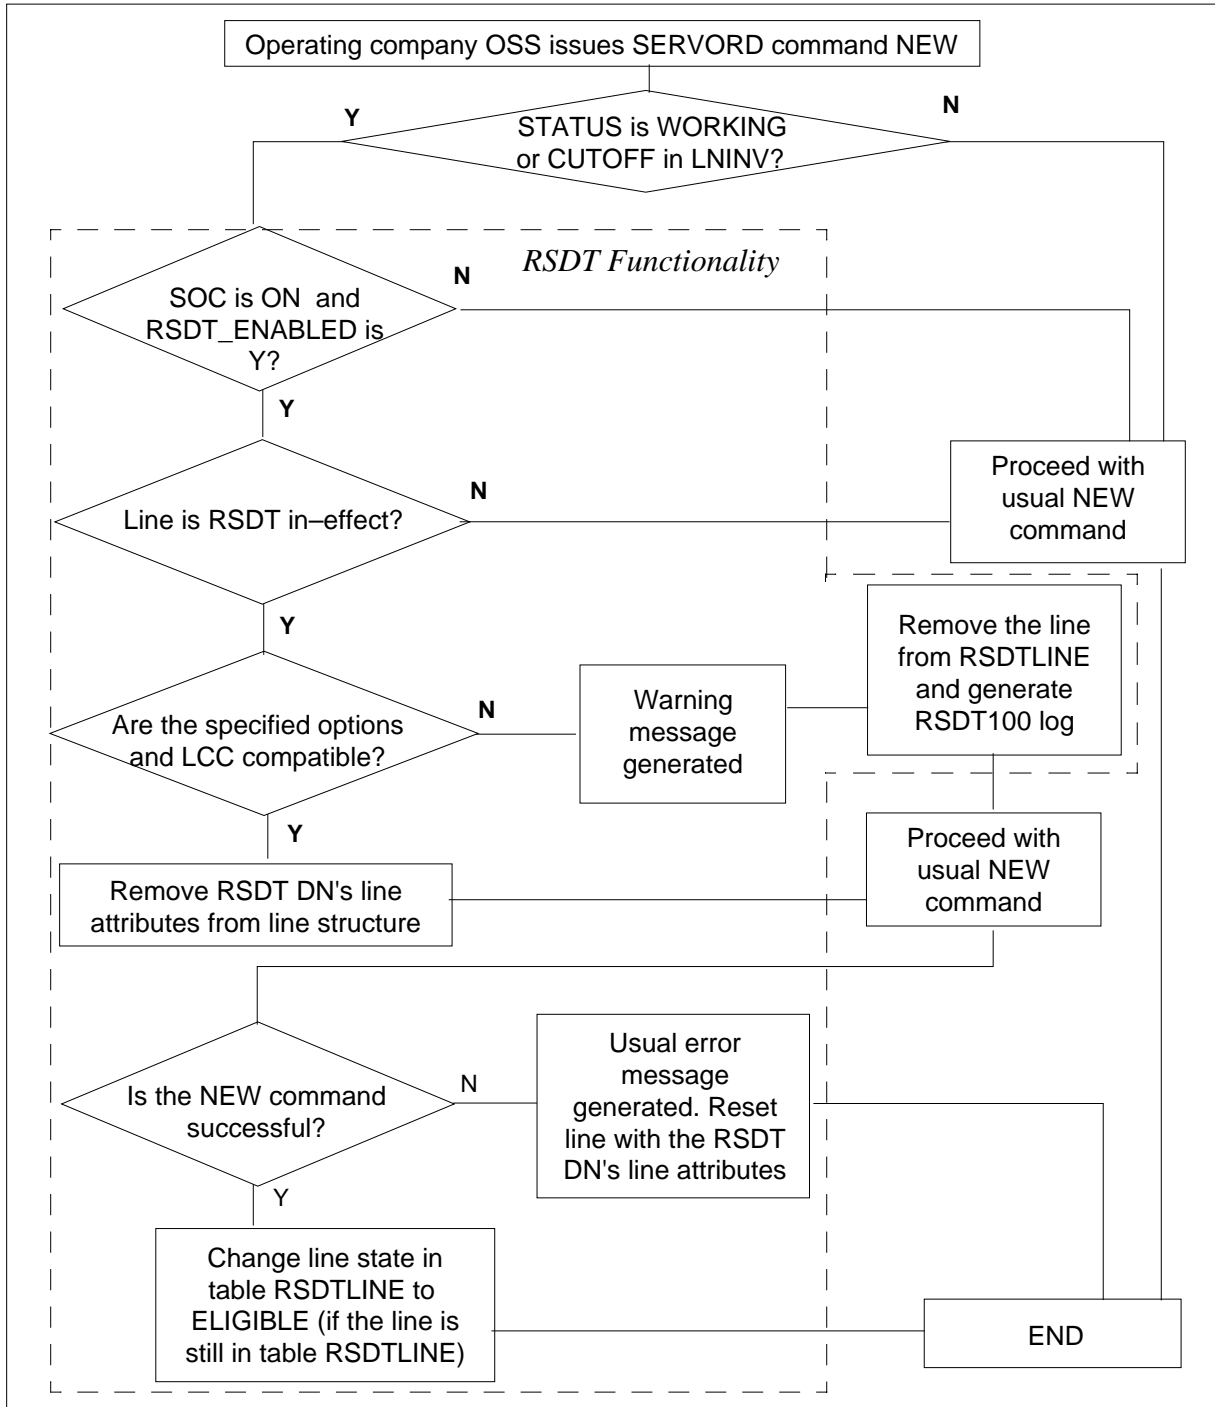 Operating company OSS issues SERVORD command NEW
Y
N
STATUS is WORKING
or CUTOFF in LNINV?
RSDT Functionality
N
SOC is ON and
RSDT_ENABLED is
Y?
Y
Proceed with
usual NEW
command
N
Line is RSDT in–effect?
Y
Remove the line
from RSDTLINE
and generate
RSDT100 log
Warning
message
generated
N
Are the specified options
and LCC compatible?
Y
Proceed with
usual NEW
command
Remove RSDT DN's line
attributes from line structure
Usual error
message
generated. Reset
line with the RSDT
DN's line attributes
N
Is the NEW command
successful?
Y
Change line state in
table RSDTLINE to
ELIGIBLE (if the line is
still in table RSDTLINE)
END